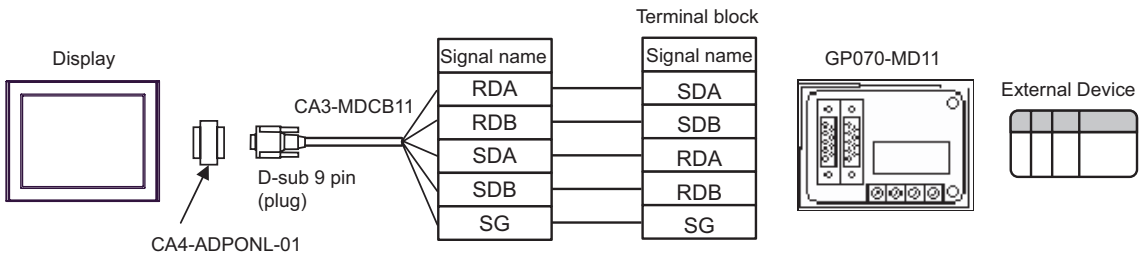 Display
CA4-ADPONL-01
CA3-MDCB11
D-sub 9 pin
(plug)
Signal name
RDA
RDB
SDA
SDB
SG
Terminal block
Signal name
SDA
SDB
RDA
RDB
SG
GP070-MD11
External Device